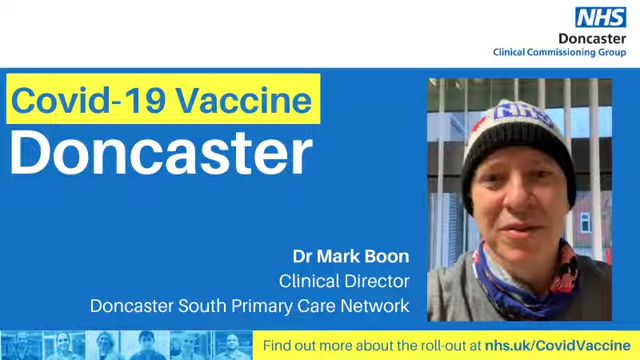 NHS
Doncaster
Clinical Commissioning Group
Covid-19 Vaccine
Doncaster
NHS
Dr Mark Boon
Clinical Director
Doncaster South Primary Care Network
Find out more about the roll-out at nhs.uk/CovidVaccine